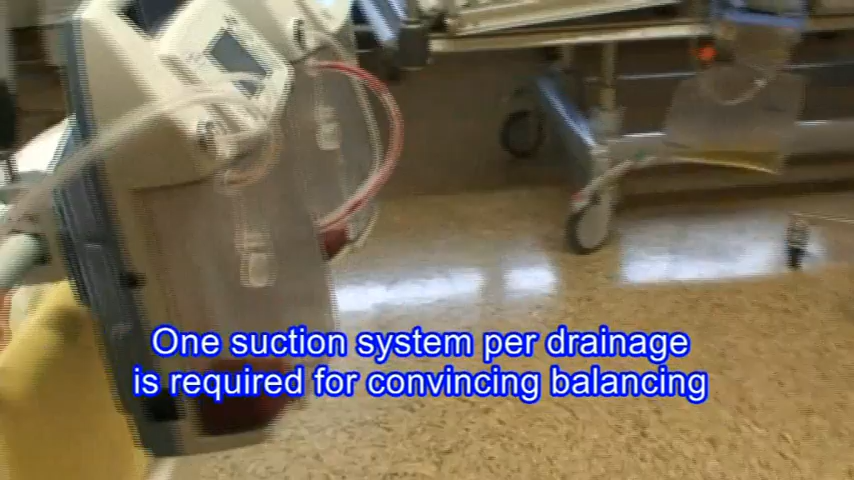 One suction system per drainage
is required for convincing balancing